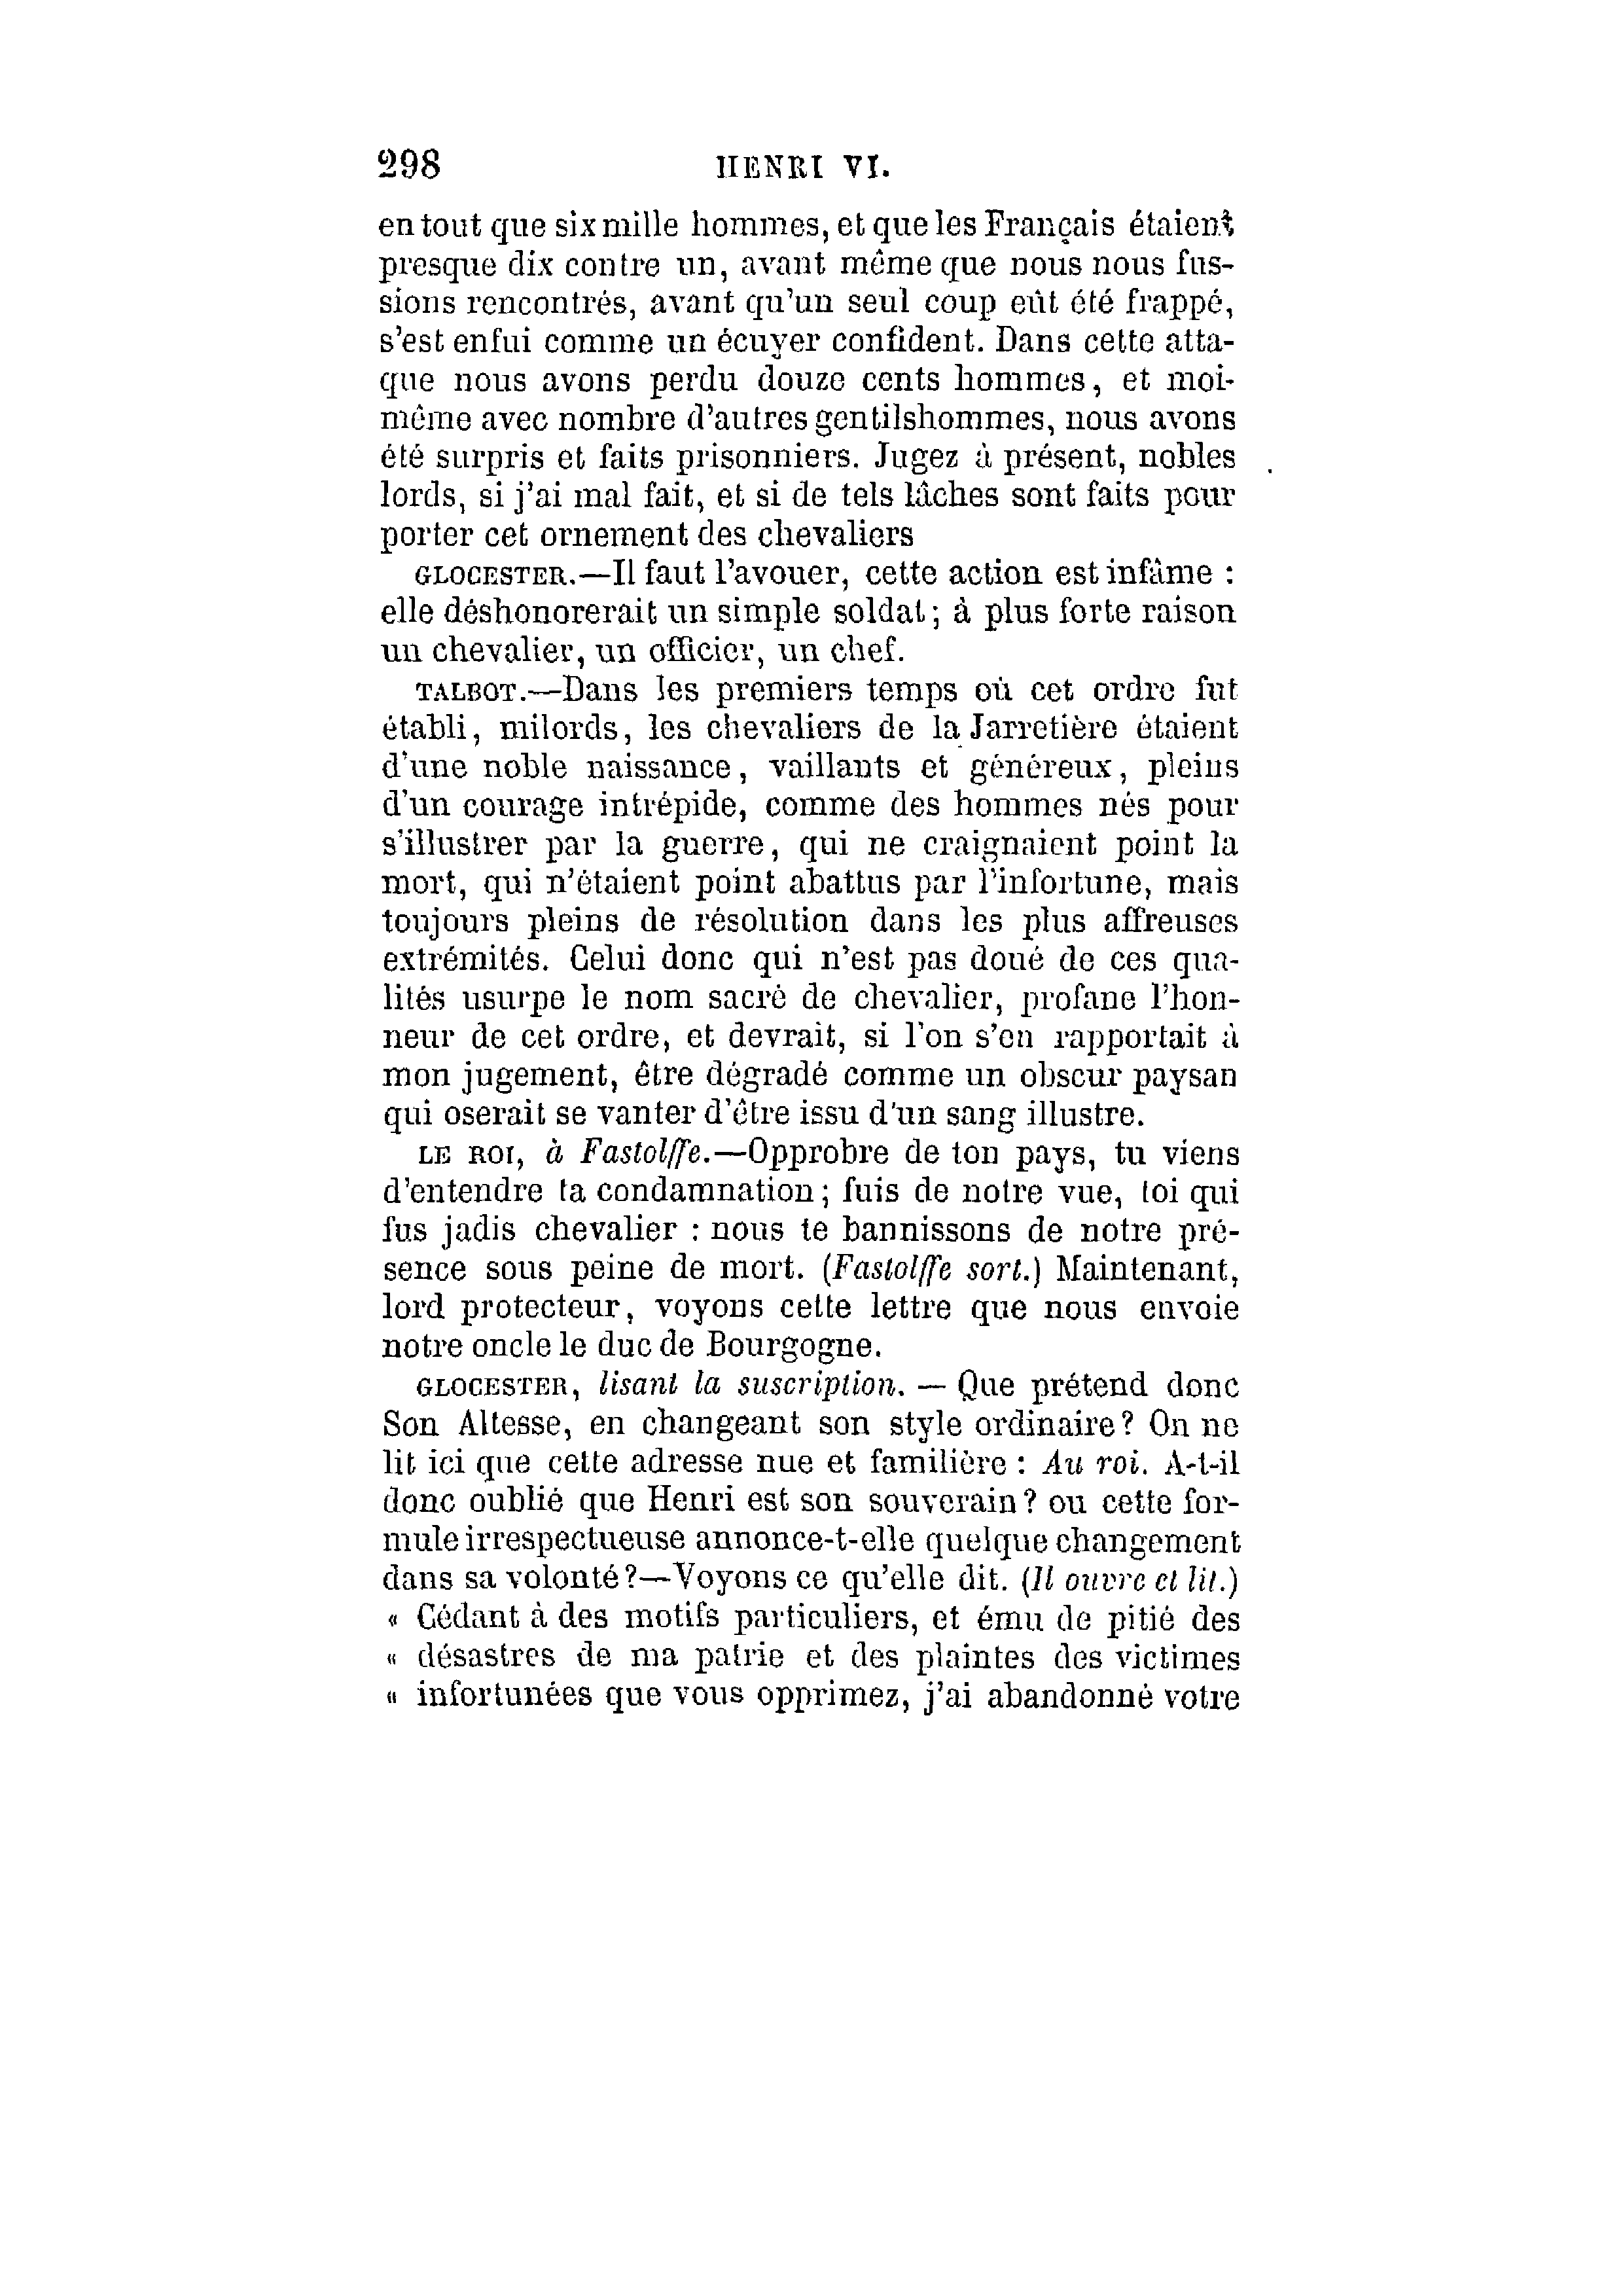 298 HENRI VI.
en tout que six mille hommes, et que les Français étaient
presque dix contre un, avant même que nous nous fus-
sions rencontrés, avant qu'un seul coup eût été frappé,
s'est enfui comme un écuyer confident. Dans cette atta-
que nous avons perdu douze cents hommes, et moi-
même avec nombre d'autres gentilshommes, nous avons
été surpris et faits prisonniers. Jugez à présent, nobles
lords, si j'ai mal fait, et si de tels lâches sont faits pour
porter cet ornement des chevaliers
GLOCESTER.—Il faut l'avouer, cette action est infâme :
elle déshonorerait un simple soldat ; à plus forte raison
un chevalier, un officier, un chef.
TALBOT.—Dans les premiers temps où cet ordre fut
établi, milords, les chevaliers de la Jarretière étaient
d'une noble naissance, vaillants et généreux, pleins
d'un courage intrépide, comme des hommes nés pour
s'illustrer par la guerre, qui ne craignaient point la
mort, qui n'étaient point abattus par l'infortune, mais
toujours pleins de résolution dans les plus affreuses
extrémités. Celui donc qui n'est pas doué de ces qua-
lités usurpe le nom sacré de chevalier, profane l'hon-
neur de cet ordre, et devrait, si l'on s'en rapportait à
mon jugement, être dégradé comme un obscur paysan
qui oserait se vanter d'être issu d'un sang illustre.
LE ROI, à Fastolffe.—Opprobre de ton pays, tu viens
d'entendre ta condamnation ; fuis de notre vue, toi qui
fus jadis chevalier : nous te bannissons de notre pré-
sence sous peine de mort. (Fastolffe sort.) Maintenant,
lord protecteur, voyons cette lettre que nous envoie
notre oncle le duc de Bourgogne.
GLOCESTER, lisant la suscription. — Que prétend donc
Son Altesse, en changeant son style ordinaire ? On ne
lit ici que cette adresse nue et familière : Au roi. A-t-il
donc oublié que Henri est son souverain ? ou cette for-
mule irrespectueuse annonce-t-elle quelque changement
dans sa volonté ?—Voyons ce qu'elle dit. (Il ouvre et lit.)
« Cédant à des motifs particuliers, et ému de pitié des
« désastres de ma patrie et des plaintes des victimes
« infortunées que vous opprimez, j'ai abandonné votre